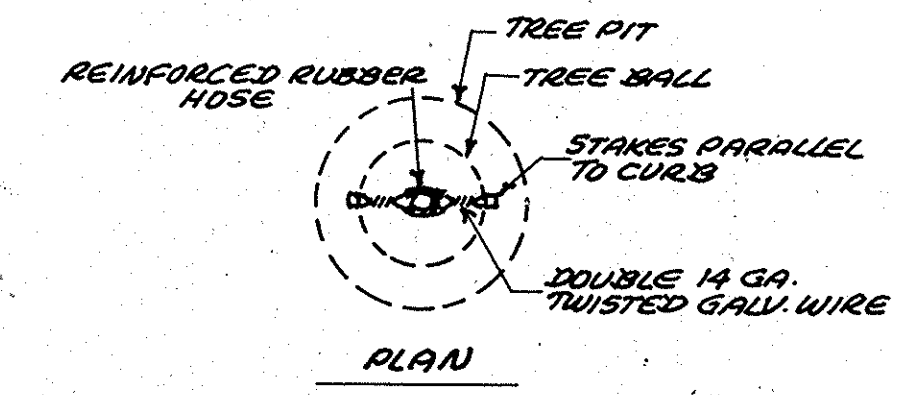 TREE PIT
REINFORCED RUBBER
HOSE
TREE BALL
STAKES PARALLEL
TO CURB
DOUBLE 14 GA.
TWISTED GALV. WIRE
PLAN